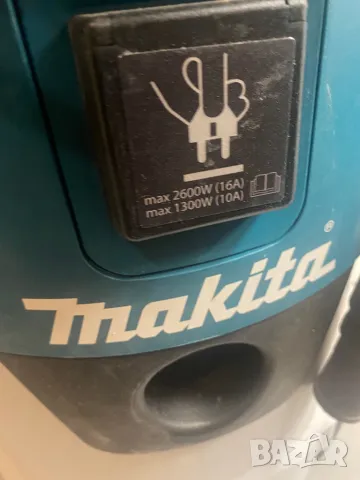 max 2600W (16A)
max 1300W (10A)
makita®
BAZAR